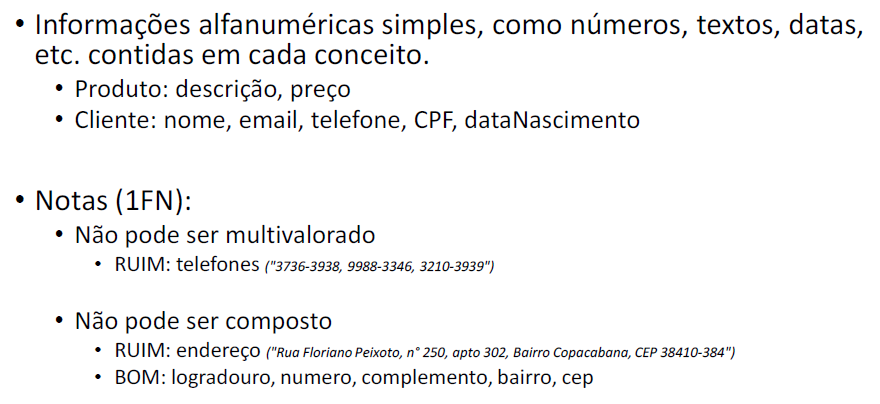 • Informações alfanuméricas simples, como números, textos, datas,
etc. contidas em cada conceito.
• Produto: descrição, preço
• Cliente: nome, email, telefone, CPF, dataNascimento
• Notas (1FN):
• Não pode ser multivalorado
• RUIM: telefones ("3736-3938, 9988-3346, 3210-3939")
• Não pode ser composto
• RUIM: endereço ("Rua Floriano Peixoto, n° 250, apto 302, Bairro Copacabana, CEP 38410-384")
• BOM: logradouro, numero, complemento, bairro, cep